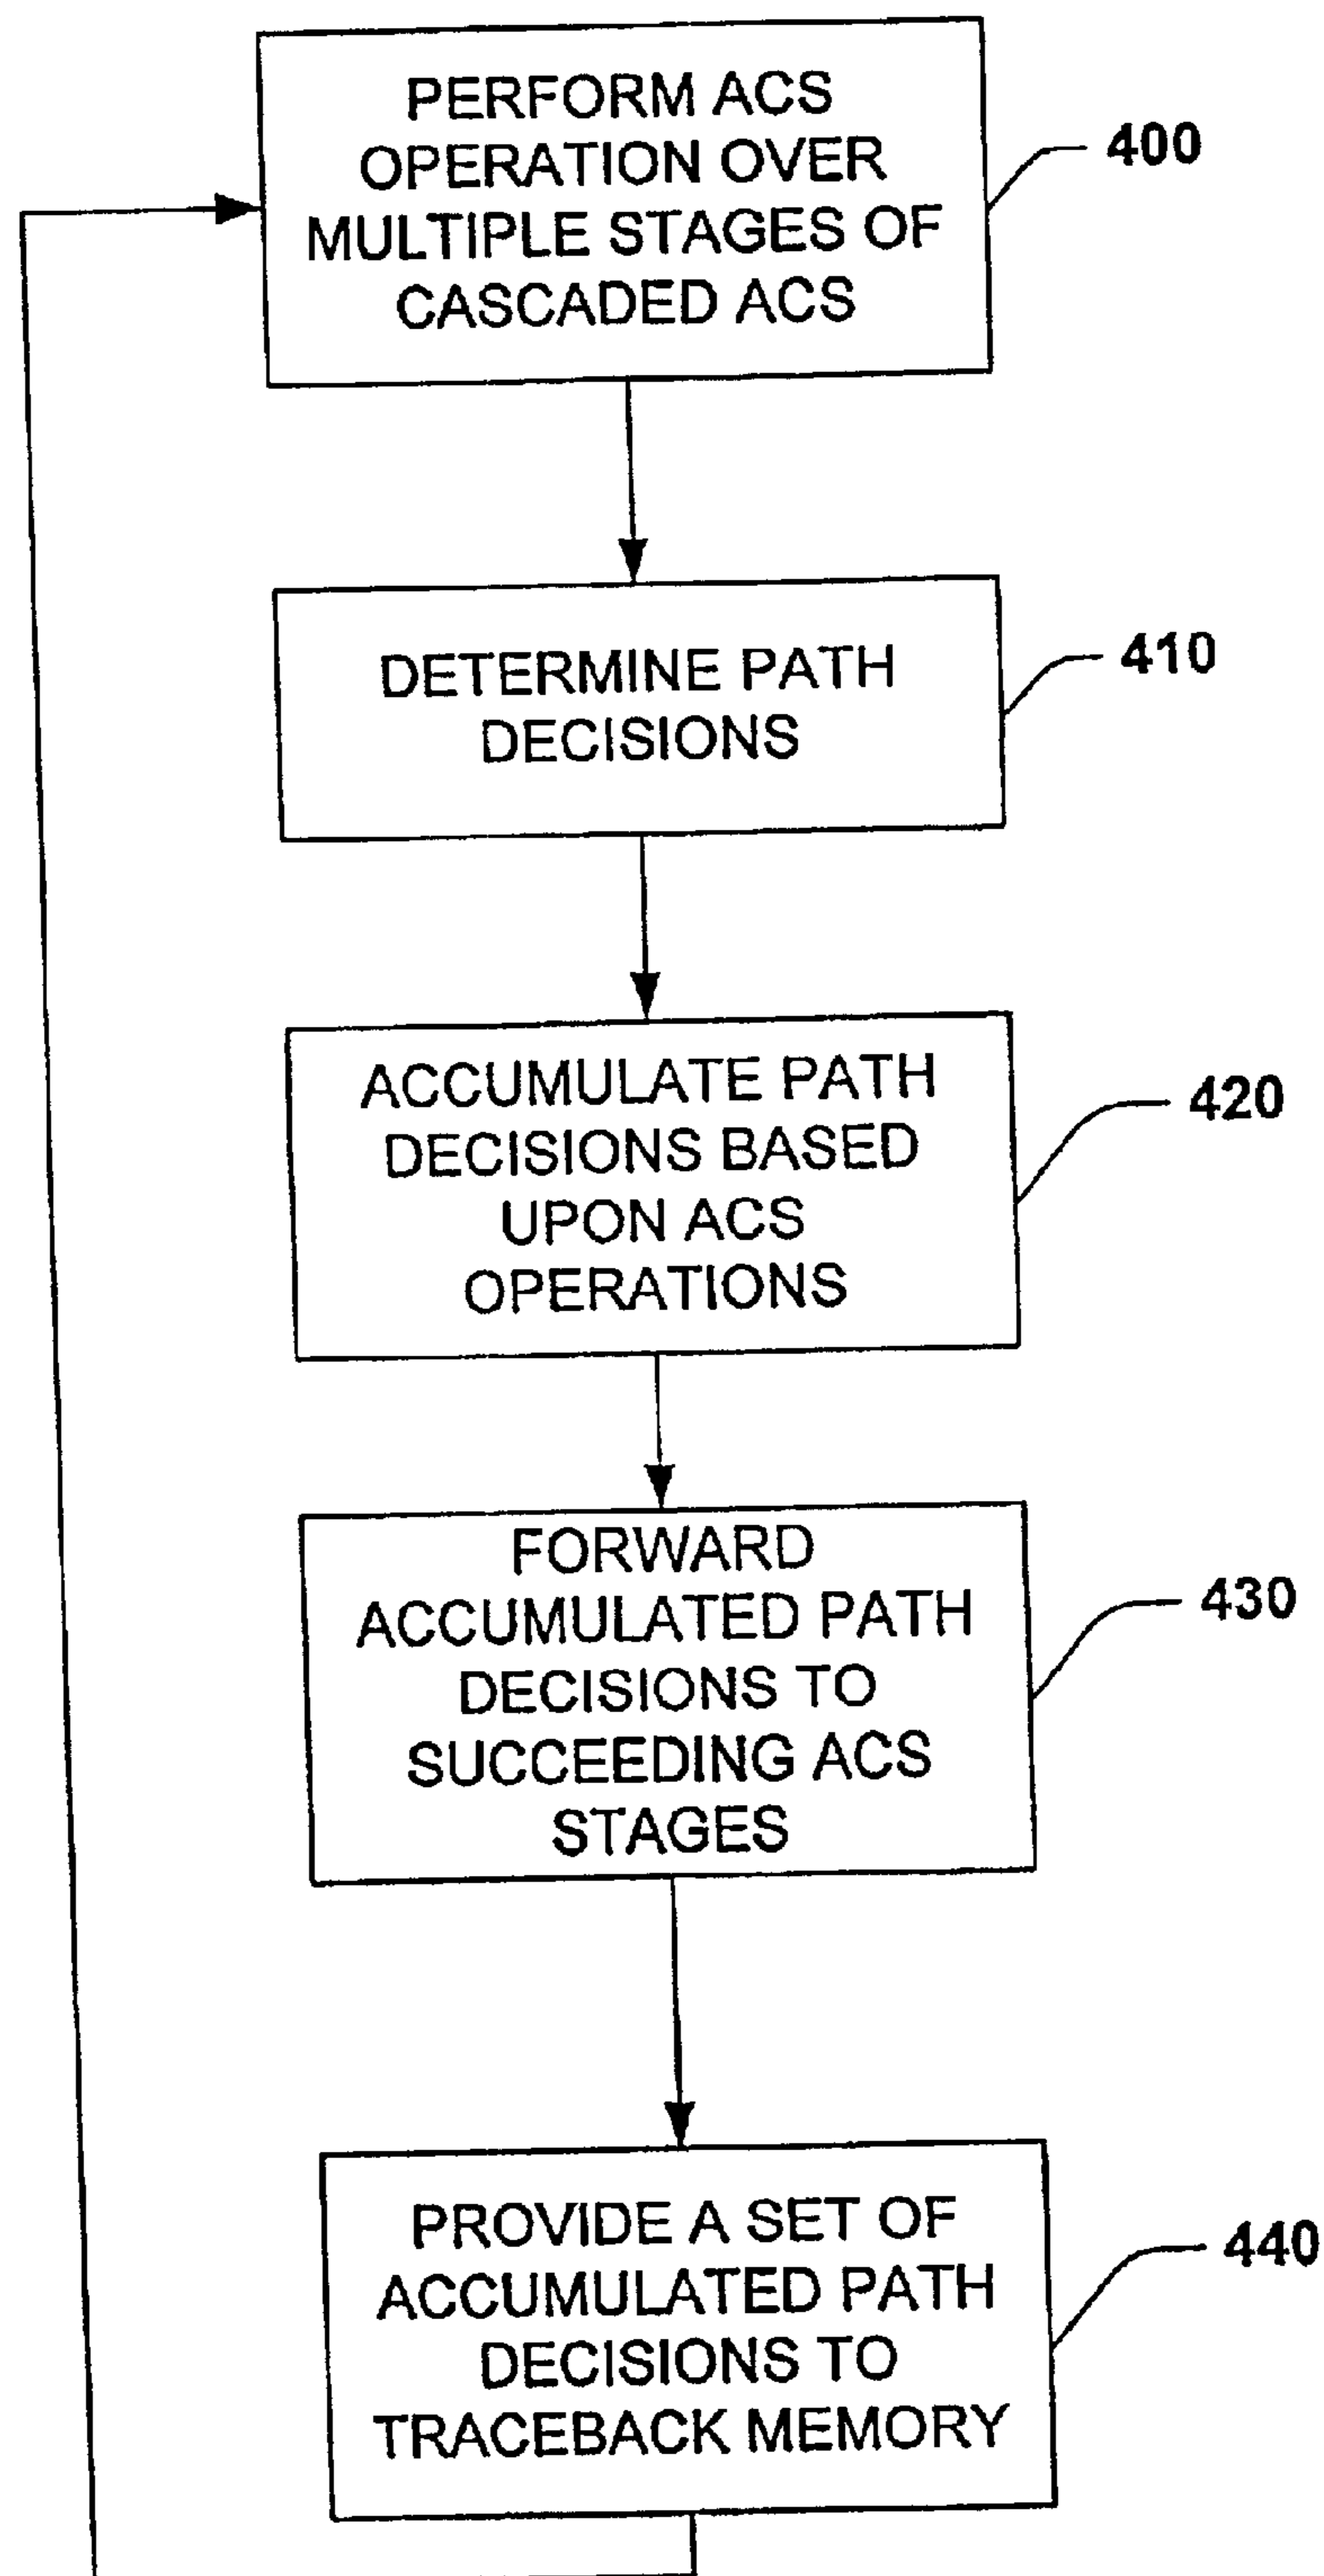 PERFORM ACS
OPERATION OVER
MULTIPLE STAGES OF
CASCADED ACS
400
DETERMINE PATH
DECISIONS
410
ACCUMULATE PATH
DECISIONS BASED
UPON ACS
OPERATIONS
420
FORWARD
ACCUMULATED PATH
DECISIONS TO
SUCCEEDING ACS
STAGES
430
PROVIDE A SET OF
ACCUMULATED PATH
DECISIONS TO
TRACEBACK MEMORY
440